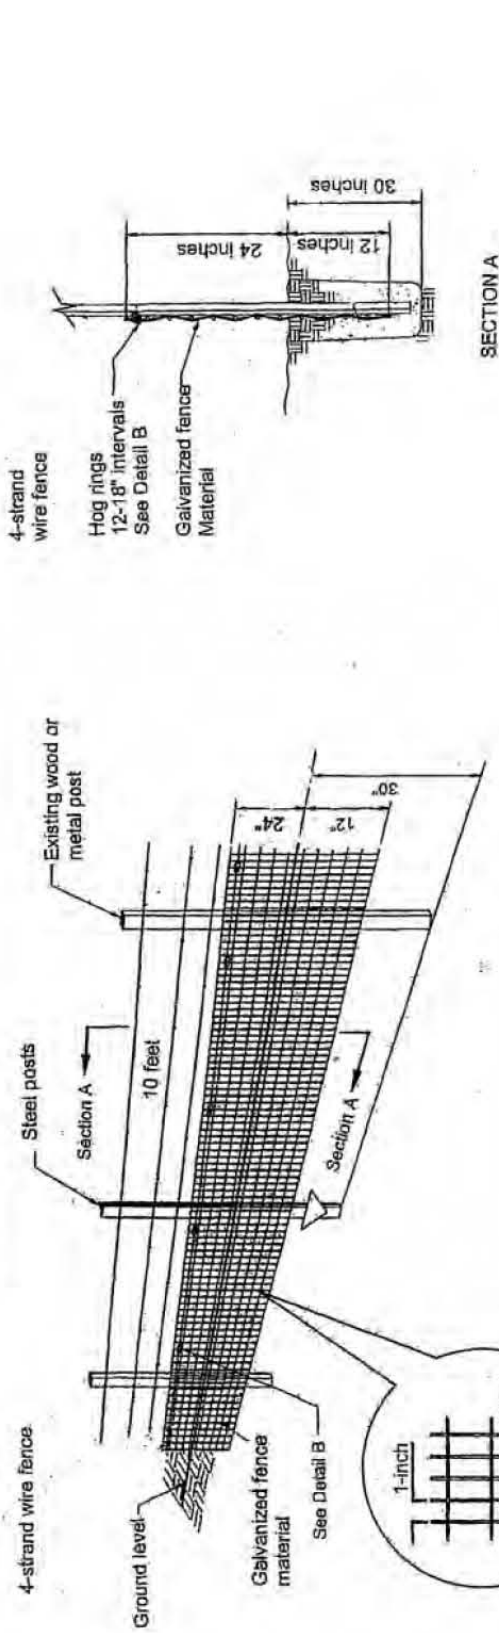 4-strand wire fence
Steel posts
Existing wood or
metal post
Section A
10 feet
Ground level
24"
12"
30"
Galvanized fence
material
See Detail B
Section A
1-inch
4-strand
wire fence
Hog rings
12-18" intervals
See Detail B
Galvanized fence
Material
24 inches
12 inches
30 inches
SECTION A